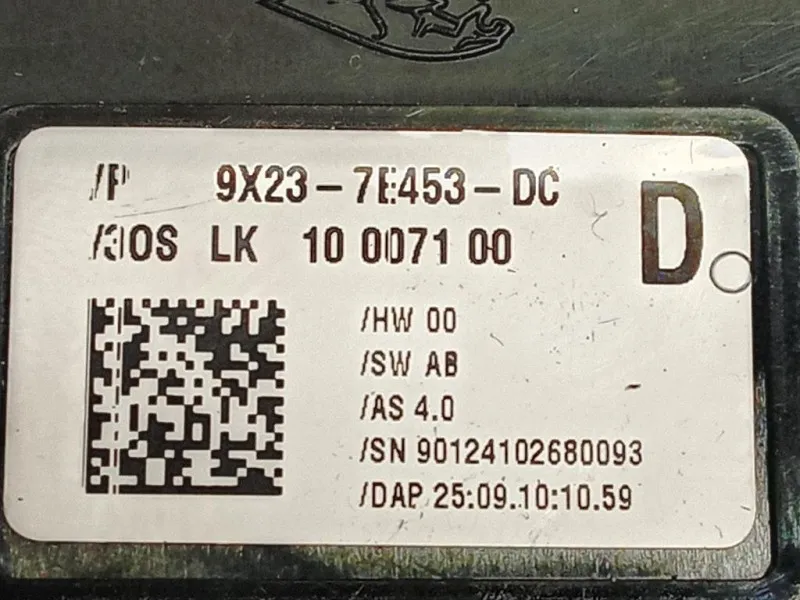 /P 9X23-7E453-DC
D
/3OS LK 10 0071 00
/HW 00
/SW AB
/AS 4.0
/SN 90124102680093
/DAP 25:09.10:10.59